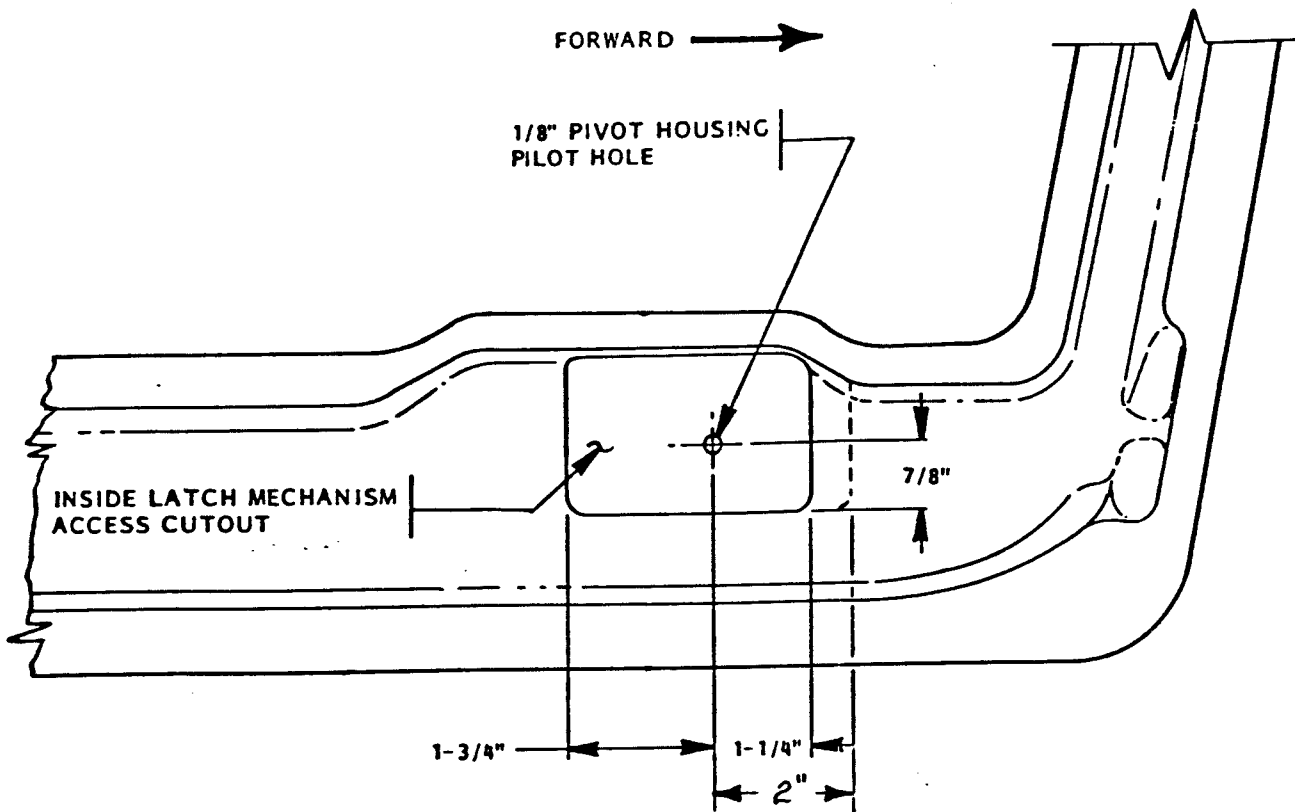 FORWARD
1/8" PIVOT HOUSING
PILOT HOLE
7/8"
INSIDE LATCH MECHANISM
ACCESS CUTOUT
1-3/4"
1-1/4"
2"